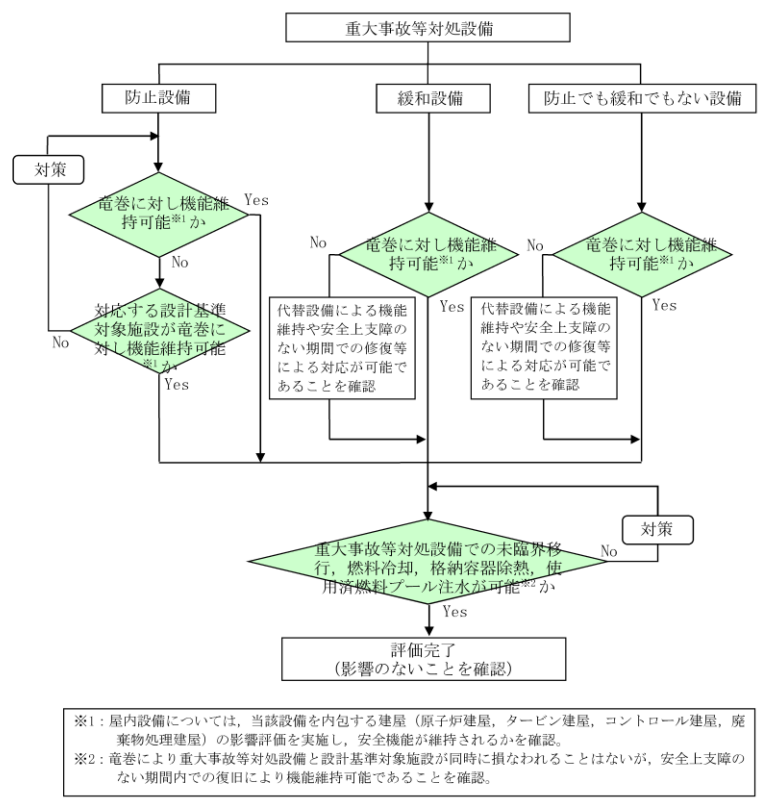 重大事故等対処設備
防止設備
緩和設備
防止でも緩和でもない設備
対策
竜巻に対し機能維
持可能※1か
Yes
No
対応する設計基準
対象施設が竜巻に
対し機能維持可能
※1か
No
Yes
竜巻に対し機能維
持可能※1か
No
Yes
代替設備による機能
維持や安全上支障の
ない期間での修復等
による対応が可能で
あることを確認
竜巻に対し機能維
持可能※1か
No
Yes
代替設備による機能
維持や安全上支障の
ない期間での修復等
による対応が可能で
あることを確認
対策
重大事故等対処設備での未臨界移
行，燃料冷却，格納容器除熱，使
用済燃料プール注水が可能※2か
No
Yes
評価完了
（影響のないことを確認）
※1：屋内設備については，当該設備を内包する建屋（原子炉建屋，タービン建屋，コントロール建屋，廃
棄物処理建屋）の影響評価を実施し，安全機能が維持されるかを確認。
※2：竜巻により重大事故等対処設備と設計基準対象施設が同時に損なわれることはないが，安全上支障の
ない期間内での復旧により機能維持可能であることを確認。